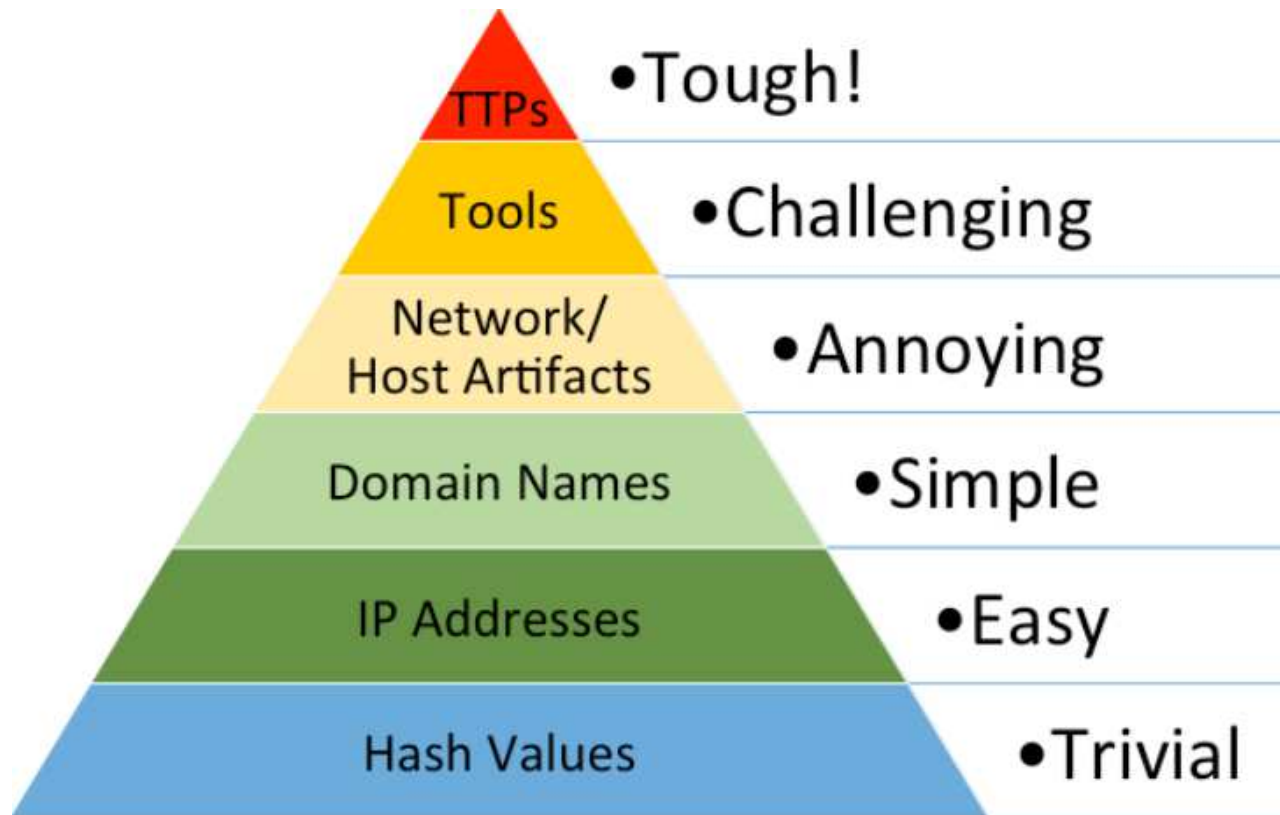 TTPs
•Tough!
Tools
•Challenging
Network/
Host Artifacts
•Annoying
Domain Names
•Simple
IP Addresses
•Easy
Hash Values
•Trivial